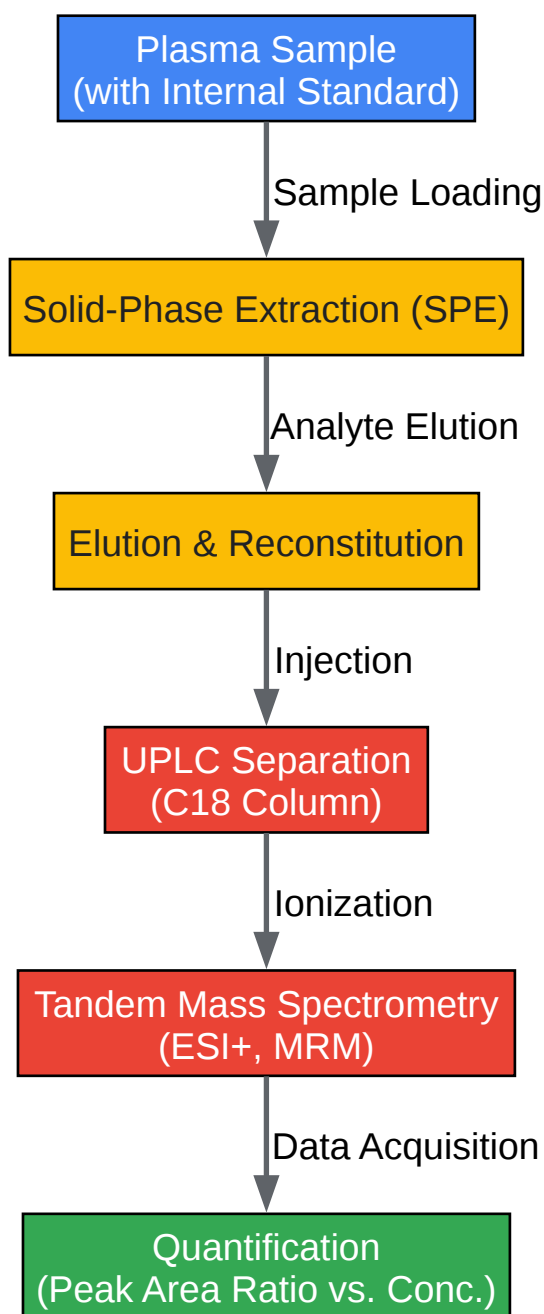 Plasma Sample
(with Internal Standard)
Sample Loading
Solid-Phase Extraction (SPE)
Analyte Elution
Elution & Reconstitution
Injection
UPLC Separation
(C18 Column)
Ionization
Tandem Mass Spectrometry
(ESI+, MRM)
Data Acquisition
Quantification
(Peak Area Ratio vs. Conc.)